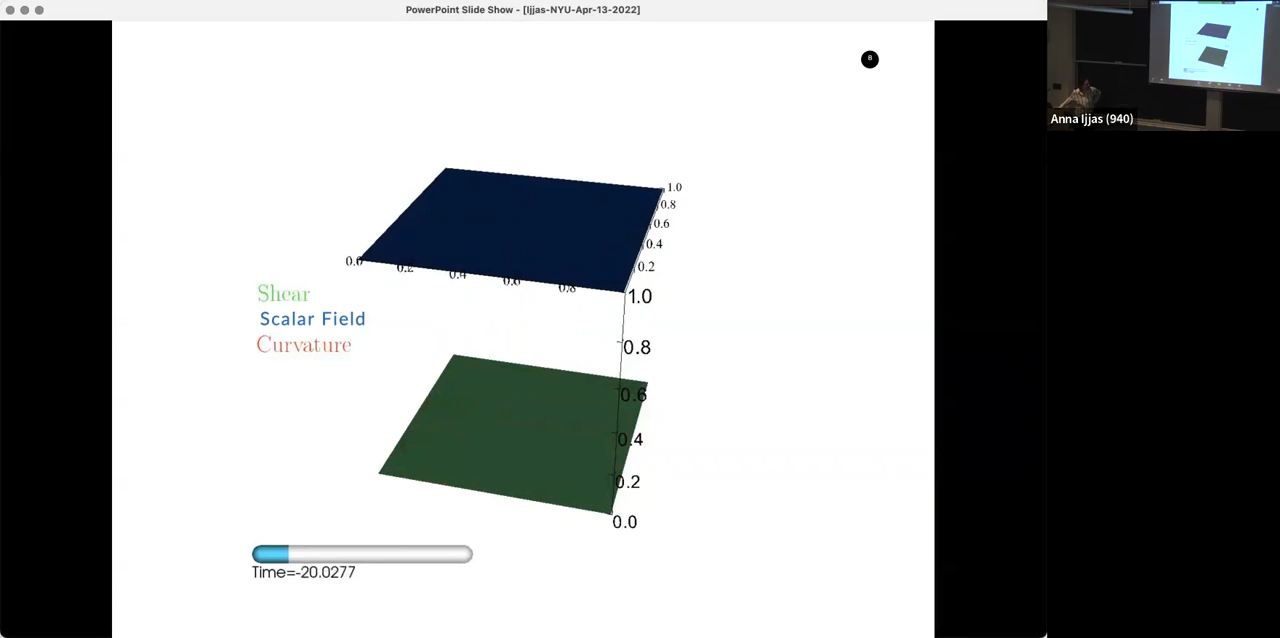 PowerPoint Slide Show - [Ijjas-NYU-Apr-13-2022]
8
Anna Ijjas (940)
1.0
0.8
0.6
0.4
0.2
0.0
0.2
0.4
0.6
0.8
1.0
0.8
0.6
0.4
0.2
0.0
Shear
Scalar Field
Curvature
Time=-20.0277